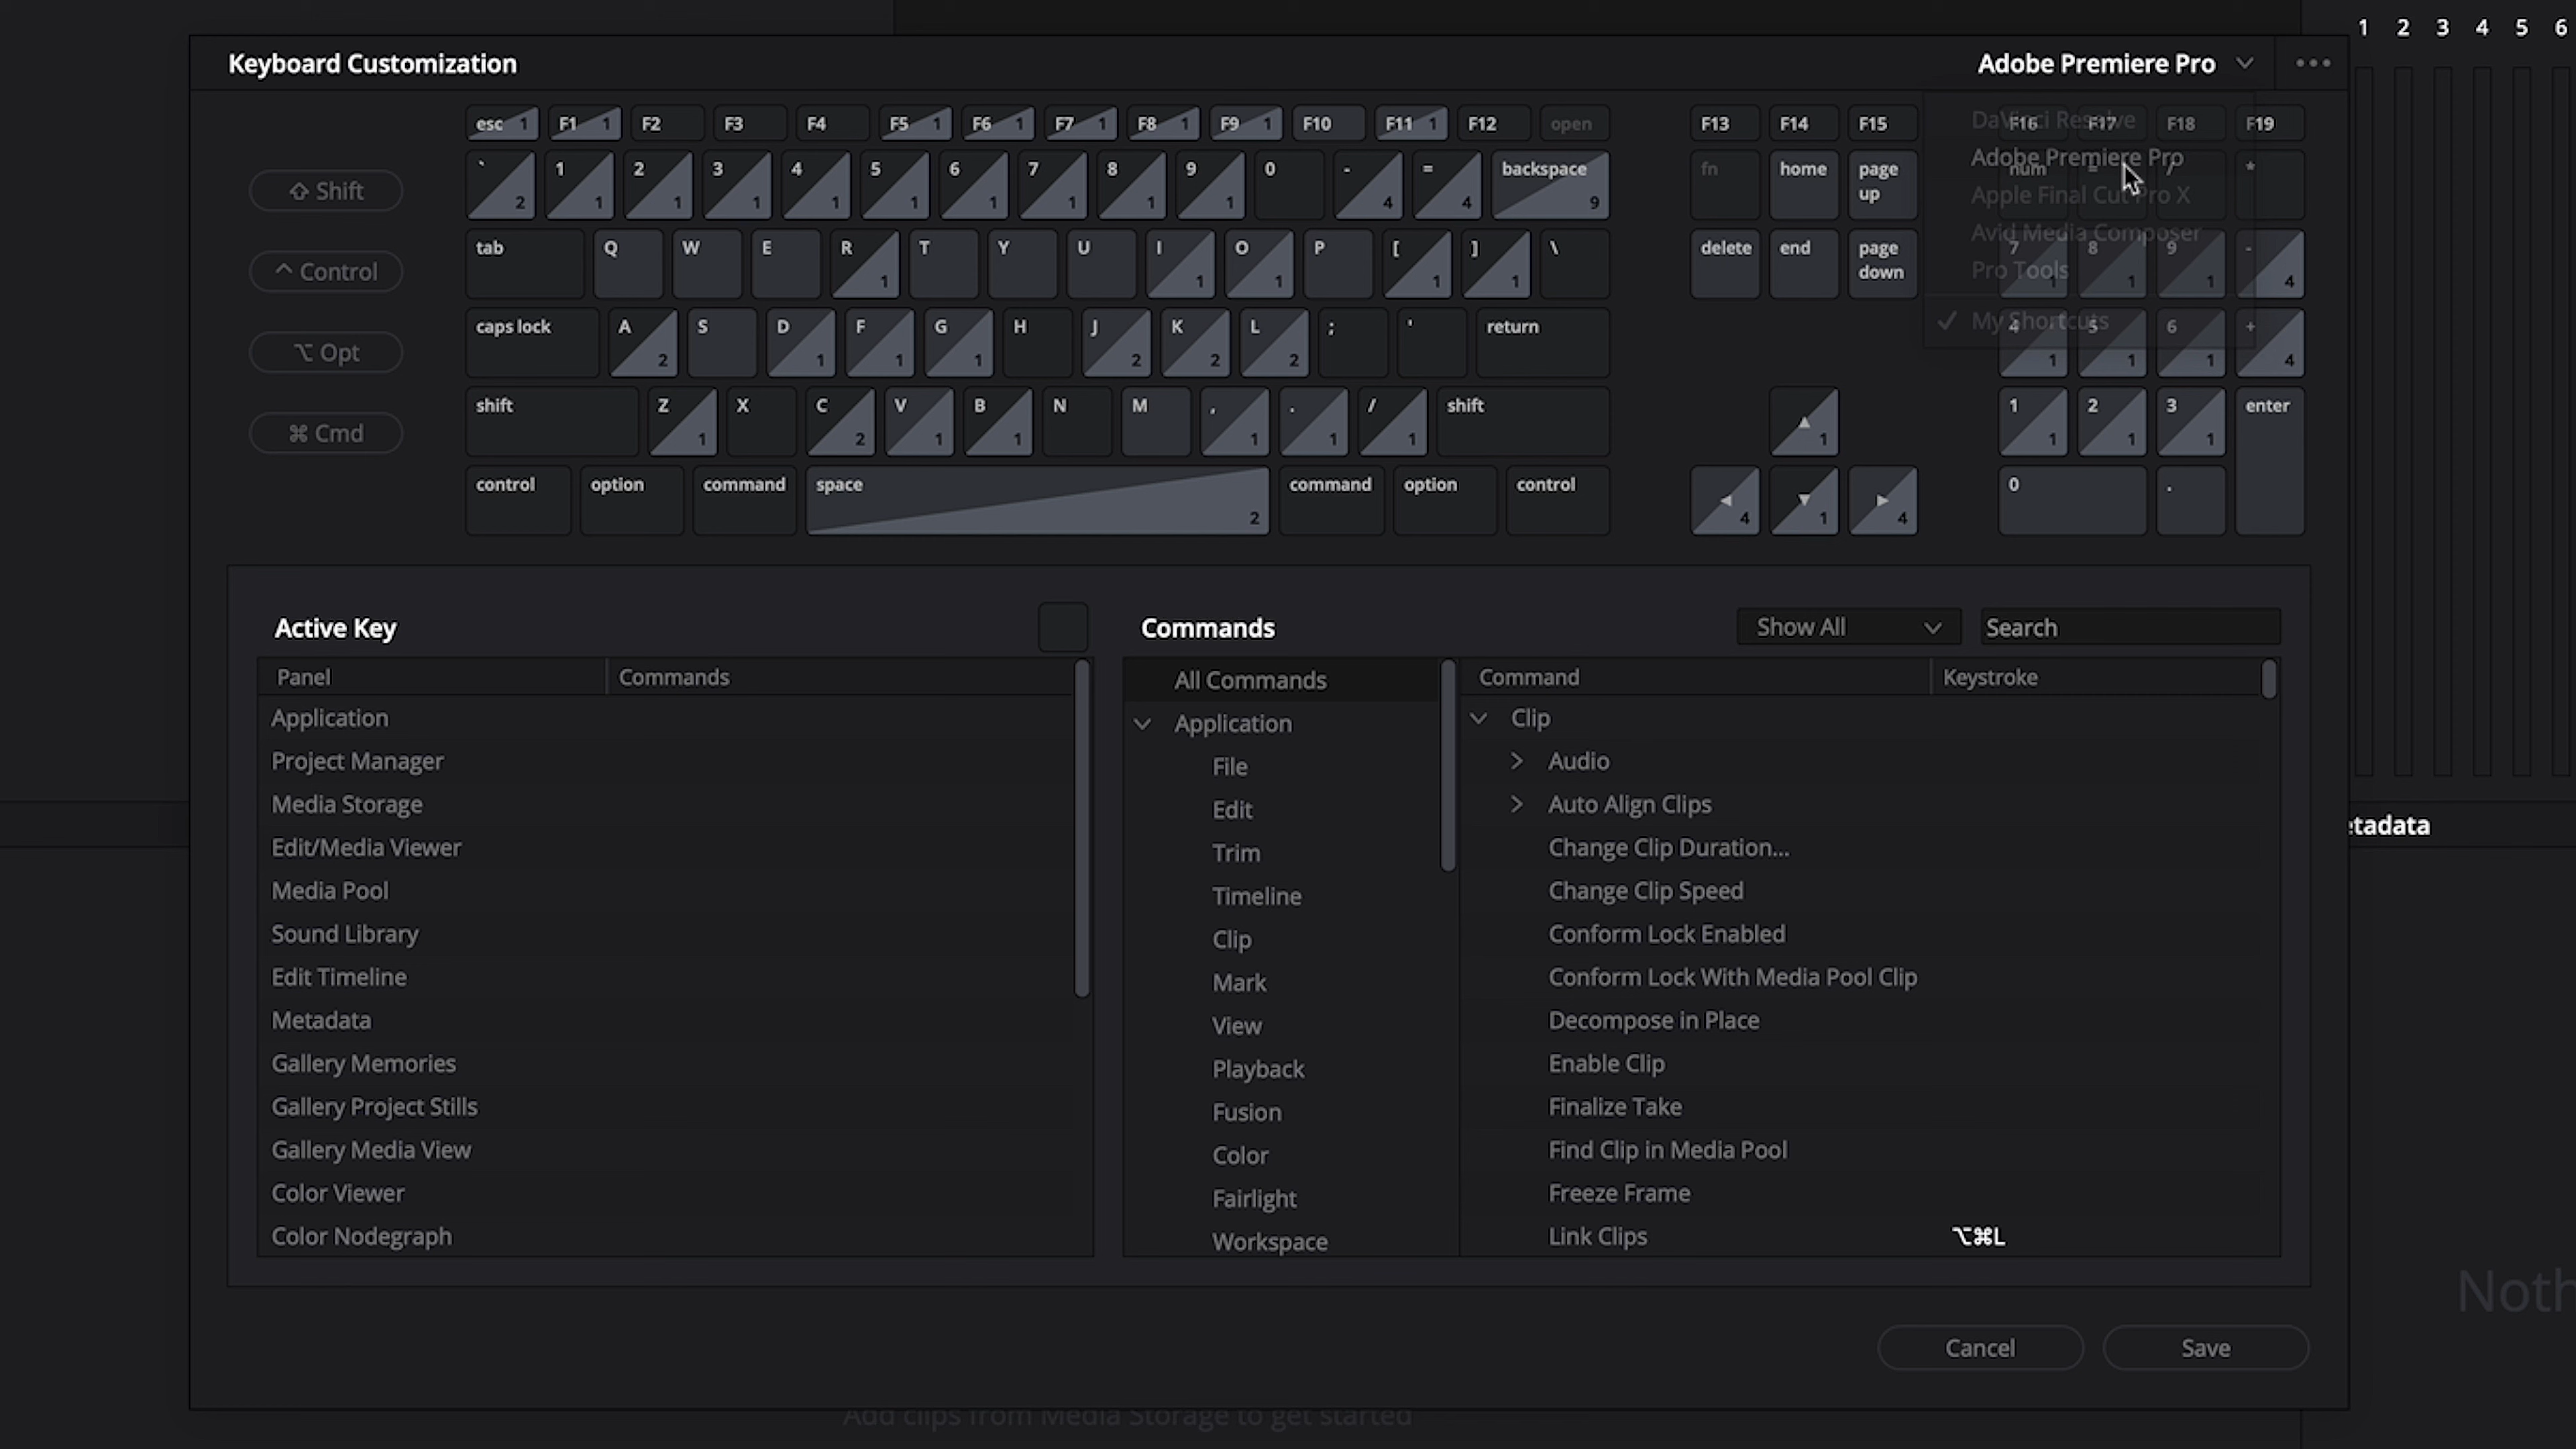 1 2 3 4 5 6
Keyboard Customization
Adobe Premiere Pro
DaVinci Resolve
Adobe Premiere Pro
Apple Final Cut Pro X
Avid Media Composer
Pro Tools
✓ My Shortcuts
esc 1 F1 1 F2 F3 F4 F5 1 F6 1 F7 1 F8 1 F9 1 F10 F11 1 F12 open
F13 F14 F15 F16 F17 F18 F19
⇧ Shift
^ Control
⌥ Opt
⌘ Cmd
` 2 1 1 2 1 3 1 4 1 5 1 6 1 7 1 8 1 9 1 0 - 4 = 4 backspace 9
fn home page up num = / *
tab Q W E R 1 T Y U I 1 O 1 P [ 1 ] 1 \
delete end page down 7 1 8 1 9 1 - 4
caps lock A 2 S D 1 F 1 G 1 H J 2 K 2 L 2 ; ' return
4 1 5 1 6 1 + 4
shift Z 1 X C 2 V 1 B 1 N M , 1 . 1 / 1 shift
▲ 1 1 1 2 1 3 1 enter
control option command space 2 command option control
◀ 4 ▼ 1 ▶ 4 0 .
Active Key
Panel Commands
Application
Project Manager
Media Storage
Edit/Media Viewer
Media Pool
Sound Library
Edit Timeline
Metadata
Gallery Memories
Gallery Project Stills
Gallery Media View
Color Viewer
Color Nodegraph
Commands
Show All
Search
All Commands
Application
File
Edit
Trim
Timeline
Clip
Mark
View
Playback
Fusion
Color
Fairlight
Workspace
Command Keystroke
Clip
Audio
Auto Align Clips
Change Clip Duration...
Change Clip Speed
Conform Lock Enabled
Conform Lock With Media Pool Clip
Decompose in Place
Enable Clip
Finalize Take
Find Clip in Media Pool
Freeze Frame
Link Clips ⌥⌘L
etadata
Noth
Cancel
Save
Add clips from Media Storage to get started